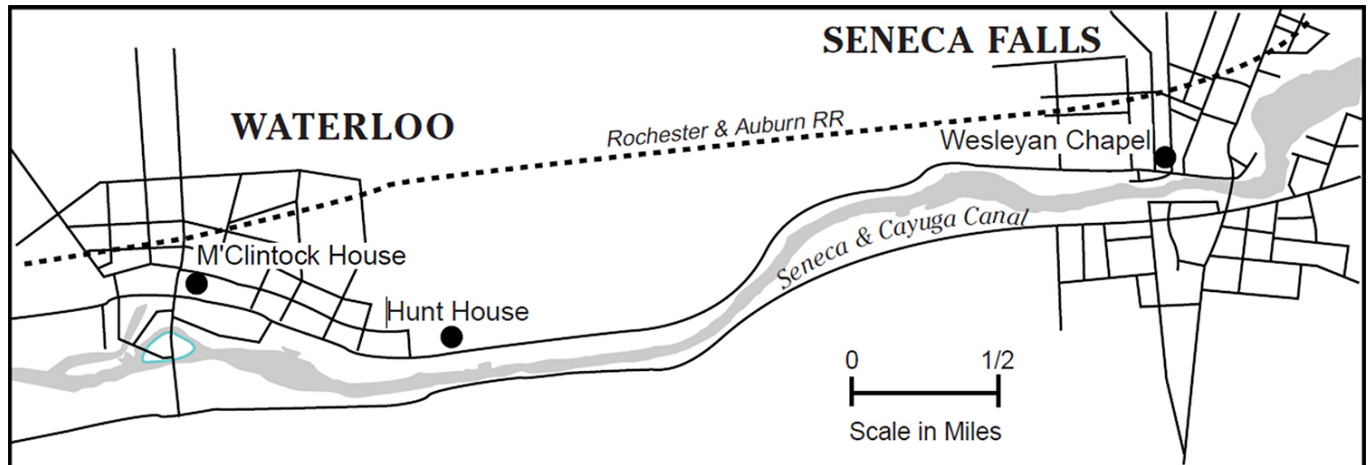 SENECA FALLS
WATERLOO
Rochester & Auburn RR
Wesleyan Chapel
Seneca & Cayuga Canal
M'Clintock House
Hunt House
0 1/2
Scale in Miles